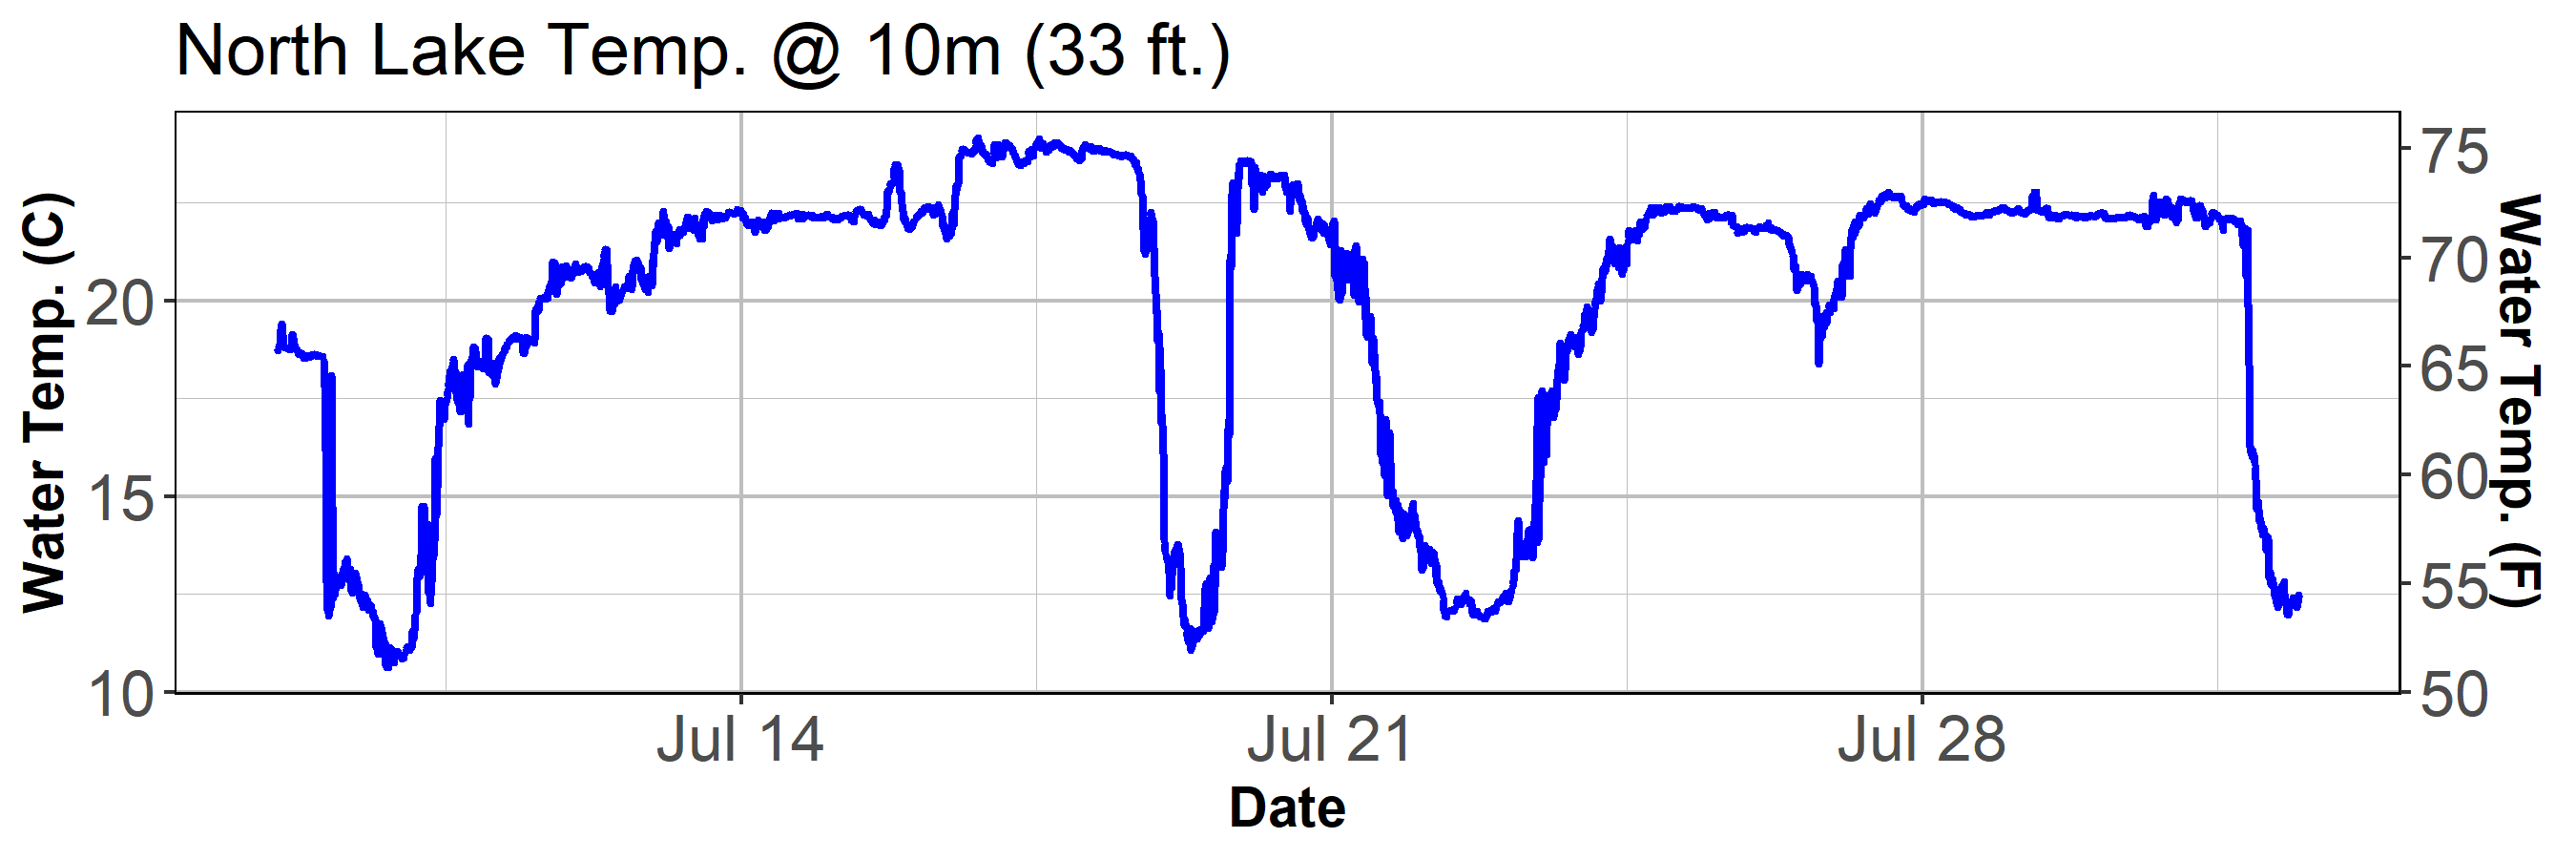 North Lake Temp. @ 10m (33 ft.)
Water Temp. (C)
20
15
10
75
70
65
60
55
50
Water Temp. (F)
Jul 14
Jul 21
Jul 28
Date